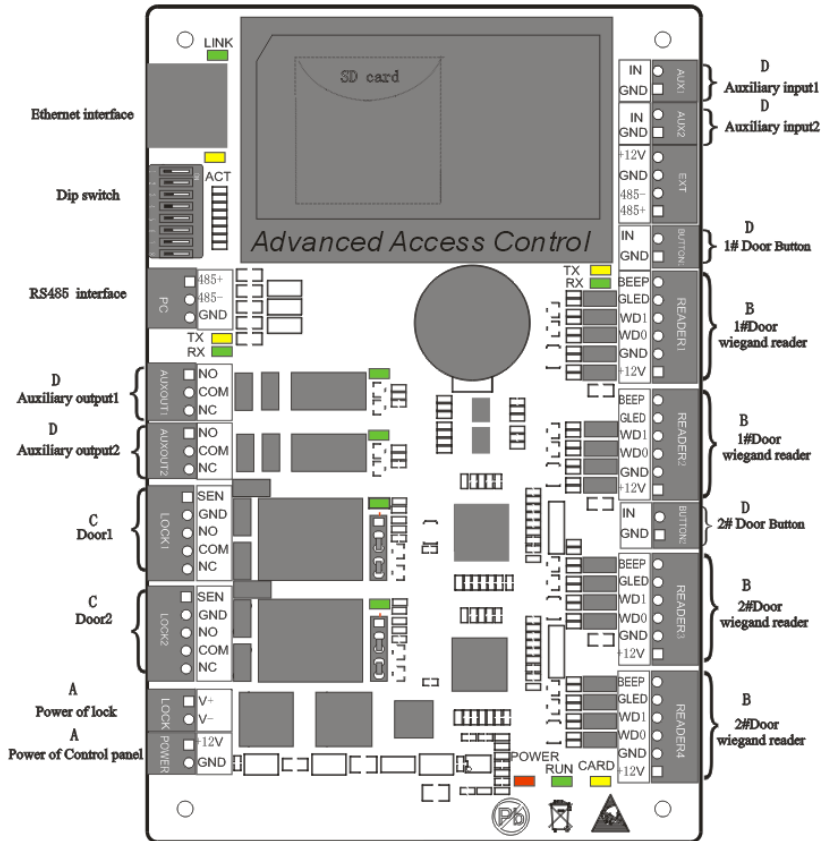 LINK
SD card
Ethernet interface
ACT
Dip switch
Advanced Access Control
RS485 interface
PC
485+
485-
GND
TX
RX
D
Auxiliary output1
AUXOUT1
NO
COM
NC
D
Auxiliary output2
AUXOUT2
NO
COM
NC
C
Door1
LOCK1
SEN
GND
NO
COM
NC
C
Door2
LOCK2
SEN
GND
NO
COM
NC
A
Power of lock
LOCK
V+
V-
A
Power of Control panel
POWER
+12V
GND
IN
GND
AUX1
D
Auxiliary input1
IN
GND
AUX2
D
Auxiliary input2
+12V
GND
485-
485+
EXT
IN
GND
D
1# Door Button
TX
RX
BEEP
GLED
WD1
WD0
GND
+12V
READER1
B
1#Door
wiegand reader
BEEP
GLED
WD1
WD0
GND
+12V
READER2
B
1#Door
wiegand reader
IN
GND
BUTTON2
D
2# Door Button
BEEP
GLED
WD1
WD0
GND
+12V
READER3
B
2#Door
wiegand reader
BEEP
GLED
WD1
WD0
GND
+12V
READER4
B
2#Door
wiegand reader
POWER
RUN
CARD
Pb